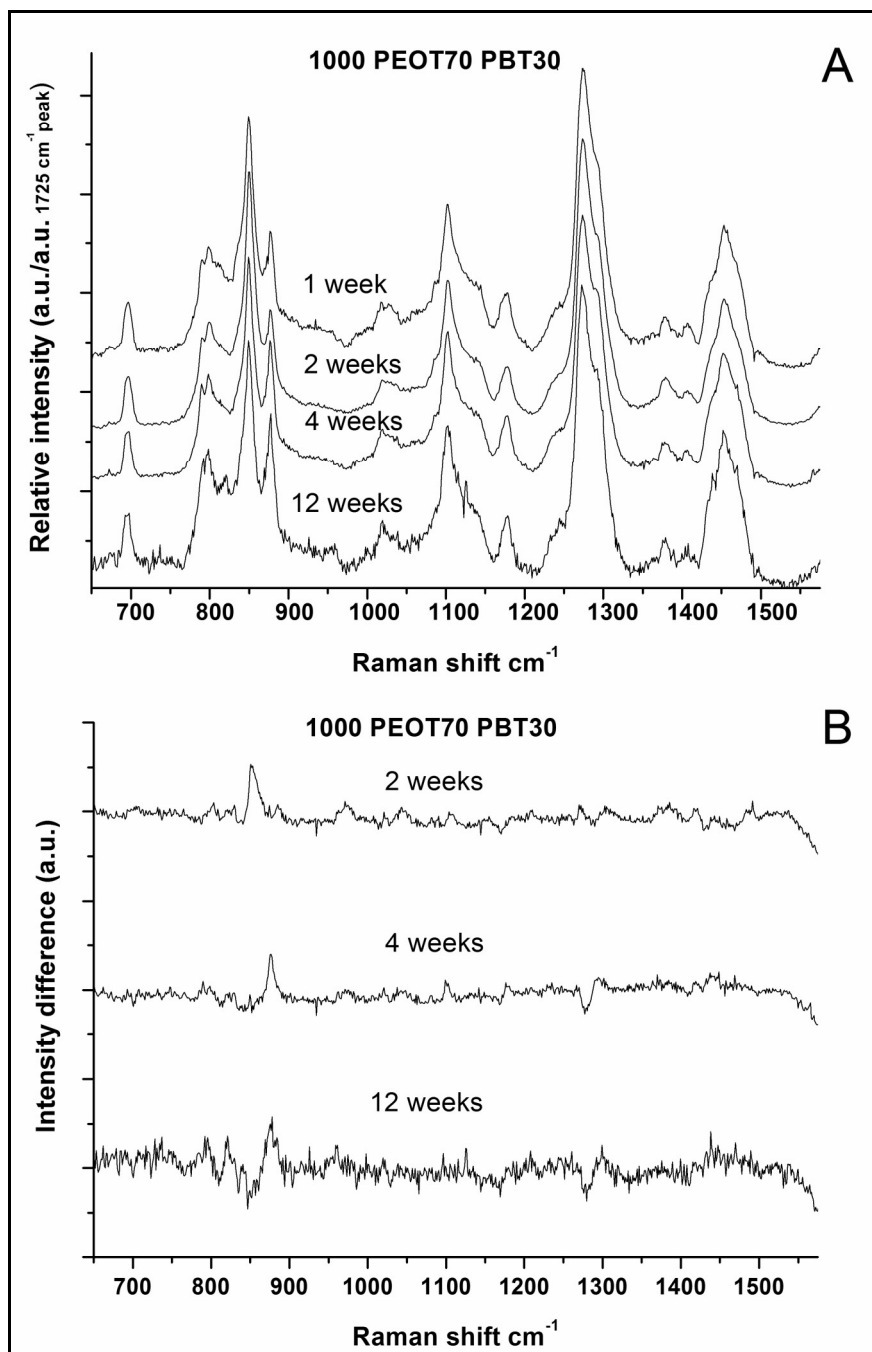 1000 PEOT70 PBT30
A
Relative intensity (a.u./a.u. 1725 cm⁻¹ peak)
1 week
2 weeks
4 weeks
12 weeks
700 800 900 1000 1100 1200 1300 1400 1500
Raman shift cm⁻¹
1000 PEOT70 PBT30
B
Intensity difference (a.u.)
2 weeks
4 weeks
12 weeks
700 800 900 1000 1100 1200 1300 1400 1500
Raman shift cm⁻¹